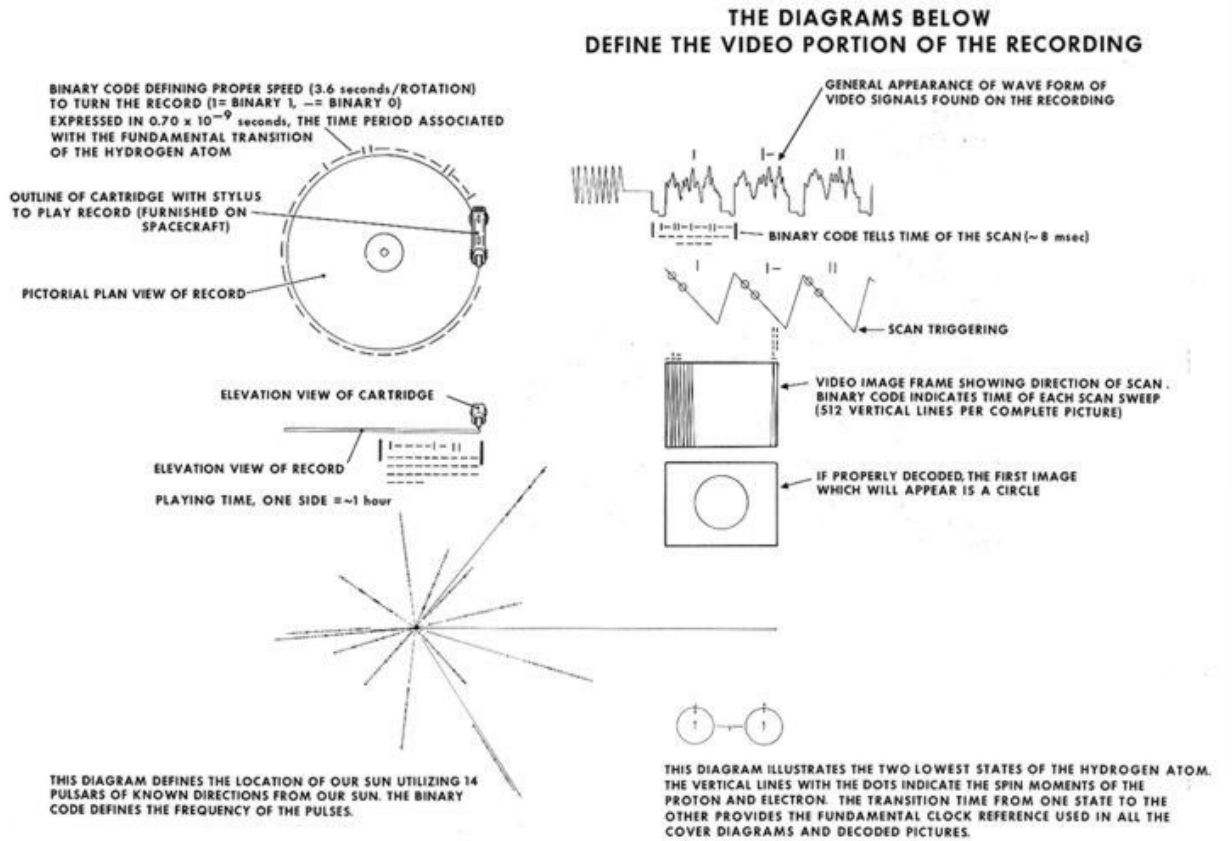 THE DIAGRAMS BELOW
DEFINE THE VIDEO PORTION OF THE RECORDING
BINARY CODE DEFINING PROPER SPEED (3.6 seconds/ROTATION)
TO TURN THE RECORD (1= BINARY 1, —= BINARY 0)
EXPRESSED IN 0.70 x 10⁻⁹ seconds, THE TIME PERIOD ASSOCIATED
WITH THE FUNDAMENTAL TRANSITION
OF THE HYDROGEN ATOM
OUTLINE OF CARTRIDGE WITH STYLUS
TO PLAY RECORD (FURNISHED ON
SPACECRAFT)
PICTORIAL PLAN VIEW OF RECORD
ELEVATION VIEW OF CARTRIDGE
ELEVATION VIEW OF RECORD
PLAYING TIME, ONE SIDE = ~1 hour
THIS DIAGRAM DEFINES THE LOCATION OF OUR SUN UTILIZING 14
PULSARS OF KNOWN DIRECTIONS FROM OUR SUN. THE BINARY
CODE DEFINES THE FREQUENCY OF THE PULSES.
GENERAL APPEARANCE OF WAVE FORM OF
VIDEO SIGNALS FOUND ON THE RECORDING
BINARY CODE TELLS TIME OF THE SCAN (~ 8 msec)
SCAN TRIGGERING
VIDEO IMAGE FRAME SHOWING DIRECTION OF SCAN .
BINARY CODE INDICATES TIME OF EACH SCAN SWEEP
(512 VERTICAL LINES PER COMPLETE PICTURE)
IF PROPERLY DECODED, THE FIRST IMAGE
WHICH WILL APPEAR IS A CIRCLE
THIS DIAGRAM ILLUSTRATES THE TWO LOWEST STATES OF THE HYDROGEN ATOM.
THE VERTICAL LINES WITH THE DOTS INDICATE THE SPIN MOMENTS OF THE
PROTON AND ELECTRON. THE TRANSITION TIME FROM ONE STATE TO THE
OTHER PROVIDES THE FUNDAMENTAL CLOCK REFERENCE USED IN ALL THE
COVER DIAGRAMS AND DECODED PICTURES.